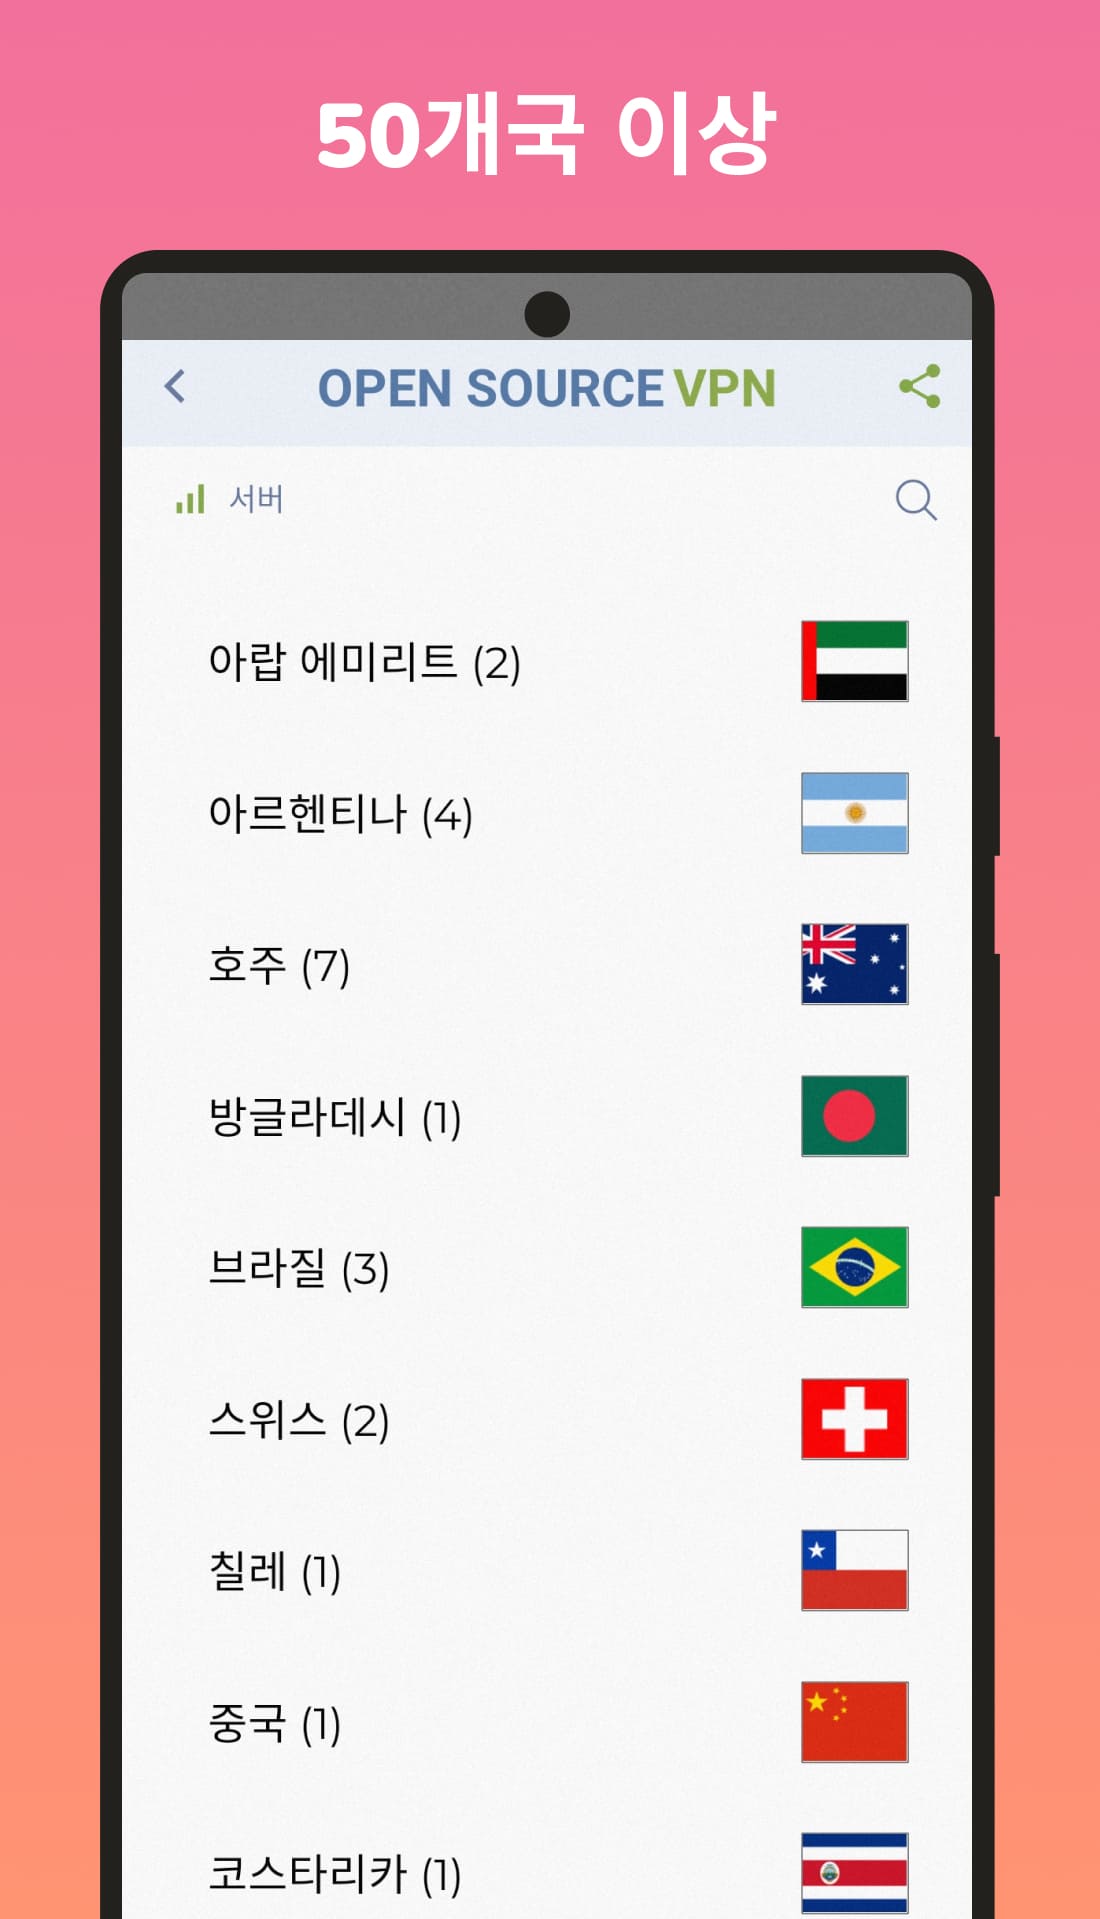 50개국 이상
OPEN SOURCE VPN
서버
아랍 에미리트 (2)
아르헨티나 (4)
호주 (7)
방글라데시 (1)
브라질 (3)
스위스 (2)
칠레 (1)
중국 (1)
코스타리카 (1)